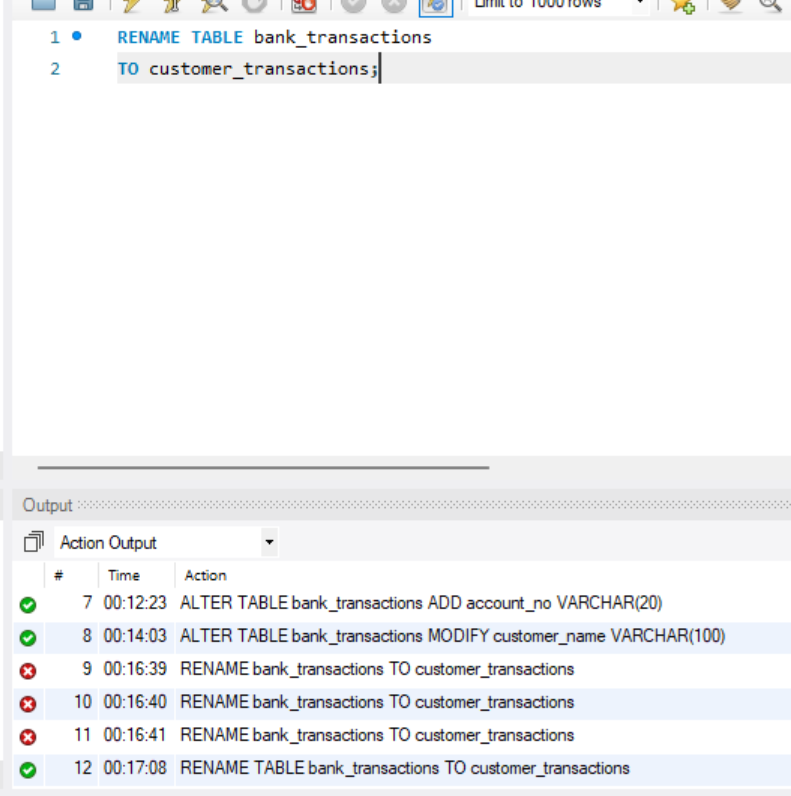 Limit to 1000 rows
1 RENAME TABLE bank_transactions
2 TO customer_transactions;
Output
Action Output
# Time Action
7 00:12:23 ALTER TABLE bank_transactions ADD account_no VARCHAR(20)
8 00:14:03 ALTER TABLE bank_transactions MODIFY customer_name VARCHAR(100)
9 00:16:39 RENAME bank_transactions TO customer_transactions
10 00:16:40 RENAME bank_transactions TO customer_transactions
11 00:16:41 RENAME bank_transactions TO customer_transactions
12 00:17:08 RENAME TABLE bank_transactions TO customer_transactions